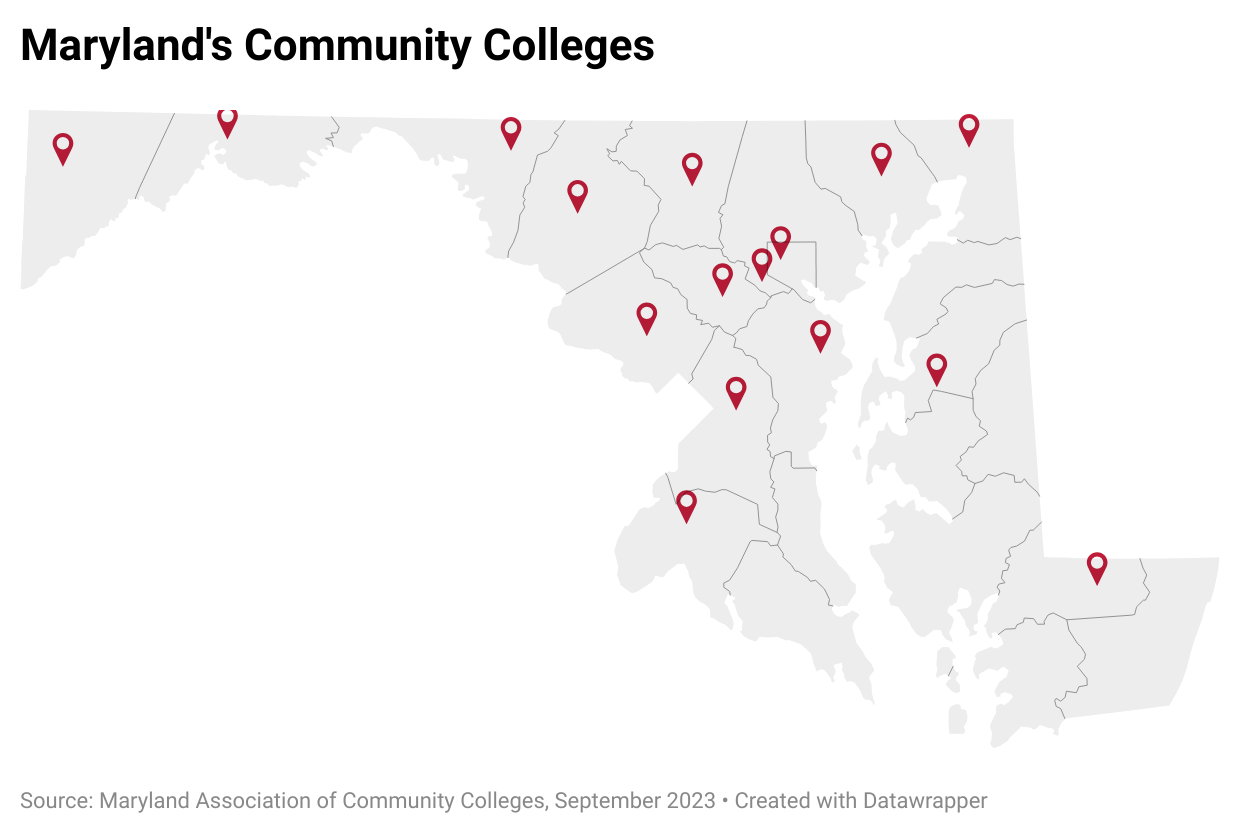 Maryland's Community Colleges
Source: Maryland Association of Community Colleges, September 2023 • Created with Datawrapper